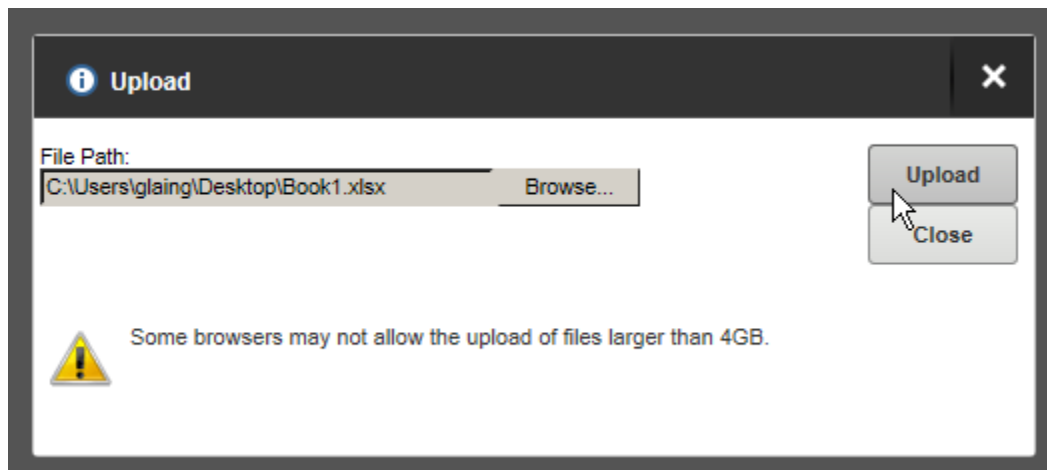 Upload
File Path:
C:\Users\glaing\Desktop\Book1.xlsx Browse...
Upload
Close
Some browsers may not allow the upload of files larger than 4GB.